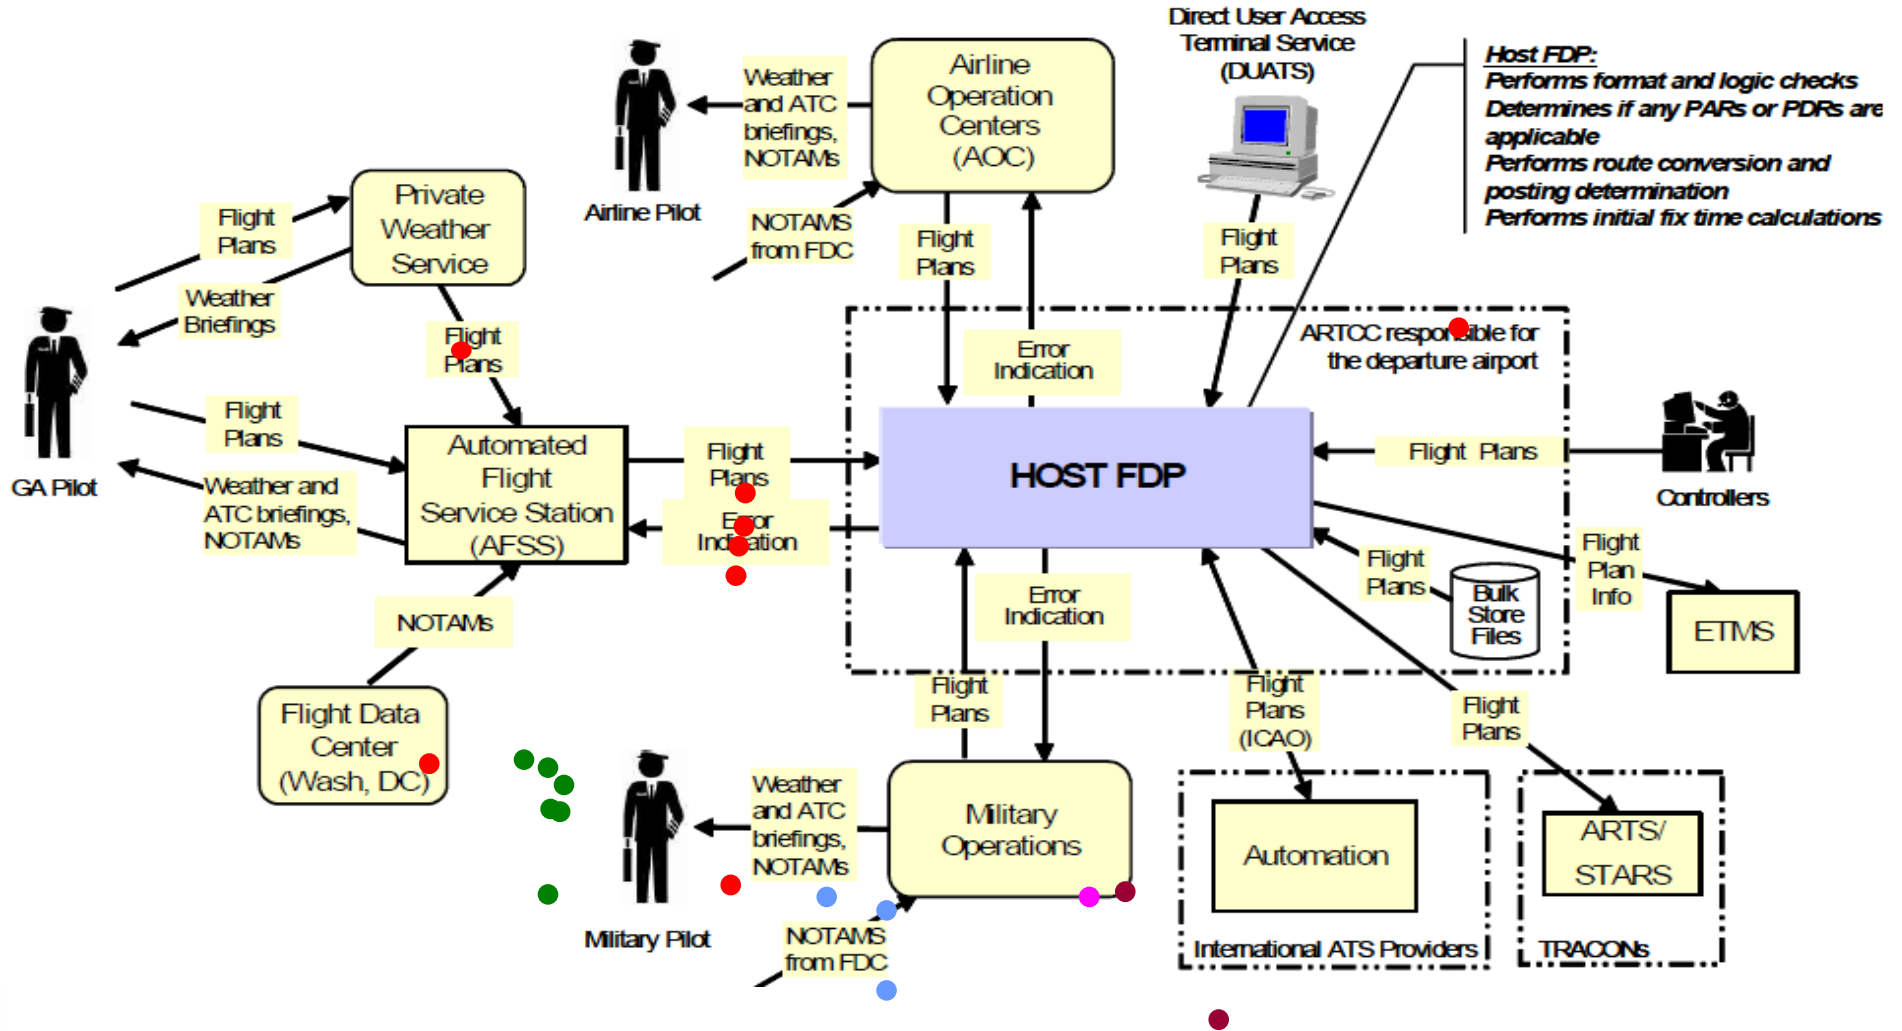 Direct User Access
Terminal Service
(DUATS)
Host FDP:
Performs format and logic checks
Determines if any PARs or PDRs are
applicable
Performs route conversion and
posting determination
Performs initial fix time calculations
Weather
and ATC
briefings,
NOTAMs
Airline
Operation
Centers
(AOC)
Airline Pilot
NOTAMS
from FDC
Private
Weather
Service
Flight
Plans
Weather
Briefings
Flight
Plans
Flight
Plans
Flight
Plans
Error
Indication
ARTCC responsible for
the departure airport
GA Pilot
Flight
Plans
Weather and
ATC briefings,
NOTAMs
Automated
Flight
Service Station
(AFSS)
Flight
Plans
Error
Indication
HOST FDP
Flight Plans
Controllers
Flight
Plans
Bulk
Store
Files
Flight
Plan
Info
ETMS
NOTAMs
Flight Data
Center
(Wash, DC)
Error
Indication
Flight
Plans
Flight
Plans
(ICAO)
Flight
Plans
Weather
and ATC
briefings,
NOTAMs
Military
Operations
Military Pilot
NOTAMS
from FDC
Automation
International ATS Providers
ARTS/
STARS
TRACONs